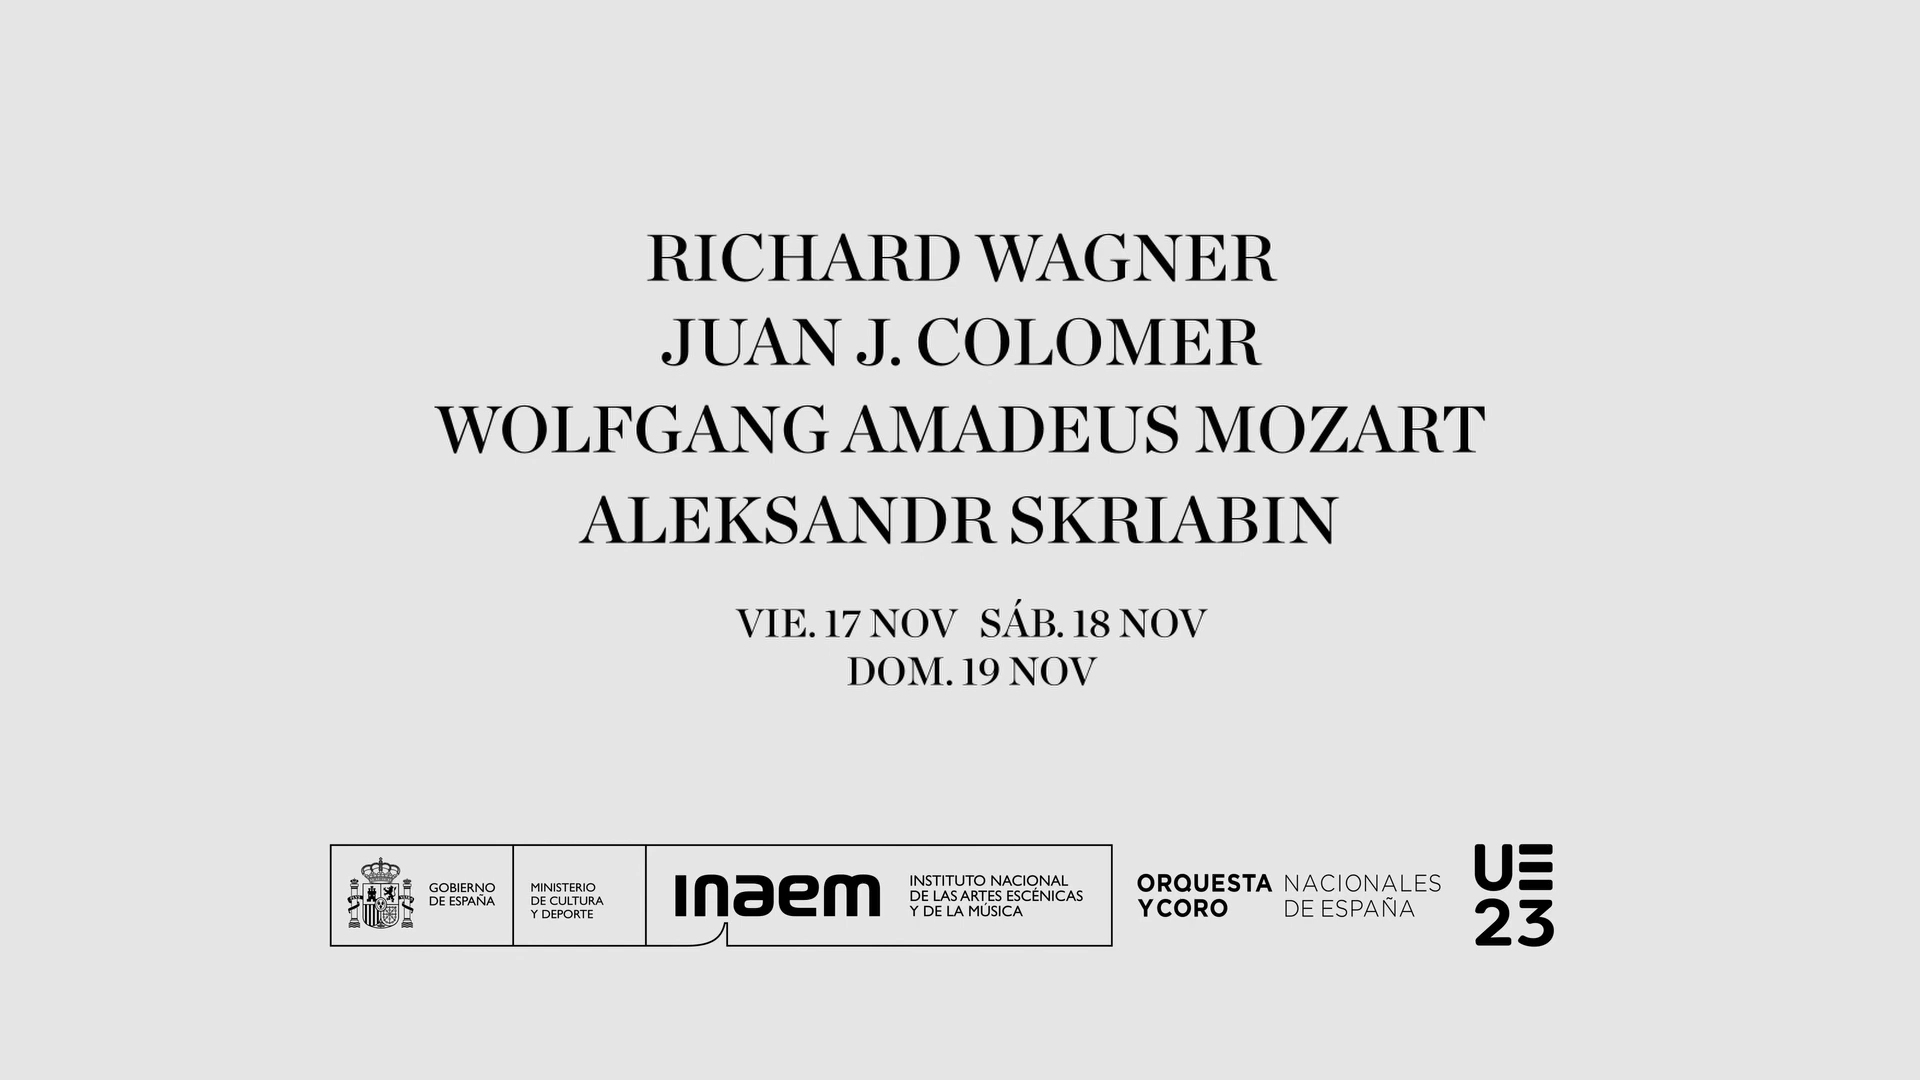 RICHARD WAGNER
JUAN J. COLOMER
WOLFGANG AMADEUS MOZART
ALEKSANDR SKRIABIN
VIE. 17 NOV SÁB. 18 NOV
DOM. 19 NOV
GOBIERNO
DE ESPAÑA
MINISTERIO
DE CULTURA
Y DEPORTE
inaem
INSTITUTO NACIONAL
DE LAS ARTES ESCÉNICAS
Y DE LA MÚSICA
ORQUESTA NACIONALES
Y CORO DE ESPAÑA
UE
23